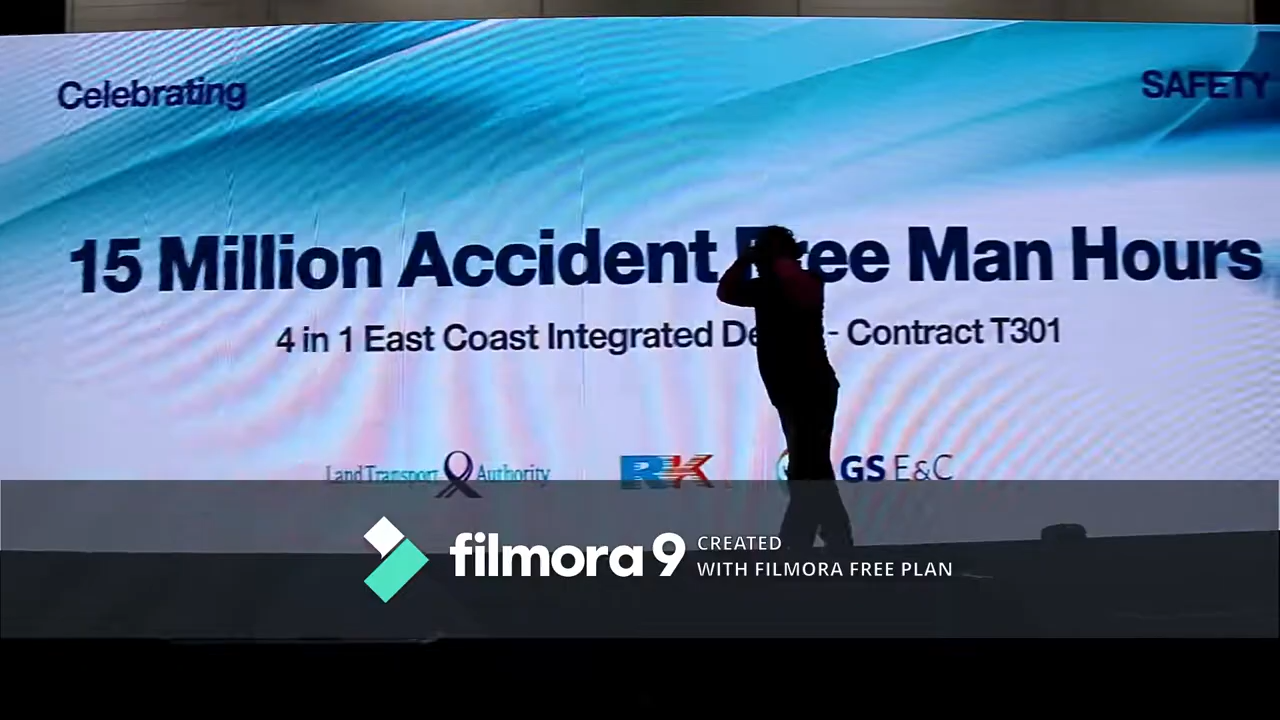 Celebrating
SAFETY
15 Million Accident Free Man Hours
4 in 1 East Coast Integrated - Contract T301
Land Transport Authority
GS E&C
filmora 9 CREATED
WITH FILMORA FREE PLAN